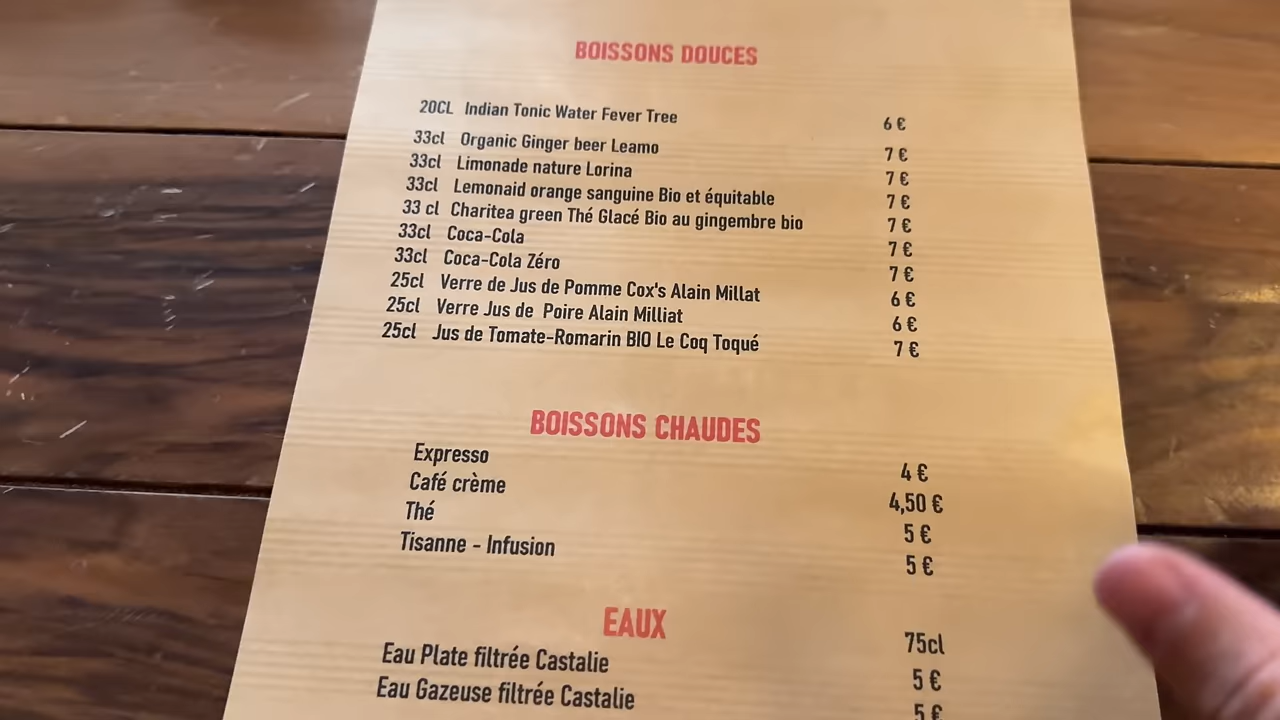 BOISSONS DOUCES
20CL Indian Tonic Water Fever Tree 6 €
33cl Organic Ginger beer Leamo 7 €
33cl Limonade nature Lorina 7 €
33cl Lemonaid orange sanguine Bio et équitable 7 €
33 cl Charitea green Thé Glacé Bio au gingembre bio 7 €
33cl Coca-Cola 7 €
33cl Coca-Cola Zéro 7 €
25cl Verre de Jus de Pomme Cox's Alain Millat 6 €
25cl Verre Jus de Poire Alain Milliat 6 €
25cl Jus de Tomate-Romarin BIO Le Coq Toqué 7 €
BOISSONS CHAUDES
Expresso 4 €
Café crème 4,50 €
Thé 5 €
Tisanne - Infusion 5 €
EAUX
75cl
Eau Plate filtrée Castalie 5 €
Eau Gazeuse filtrée Castalie 5 €